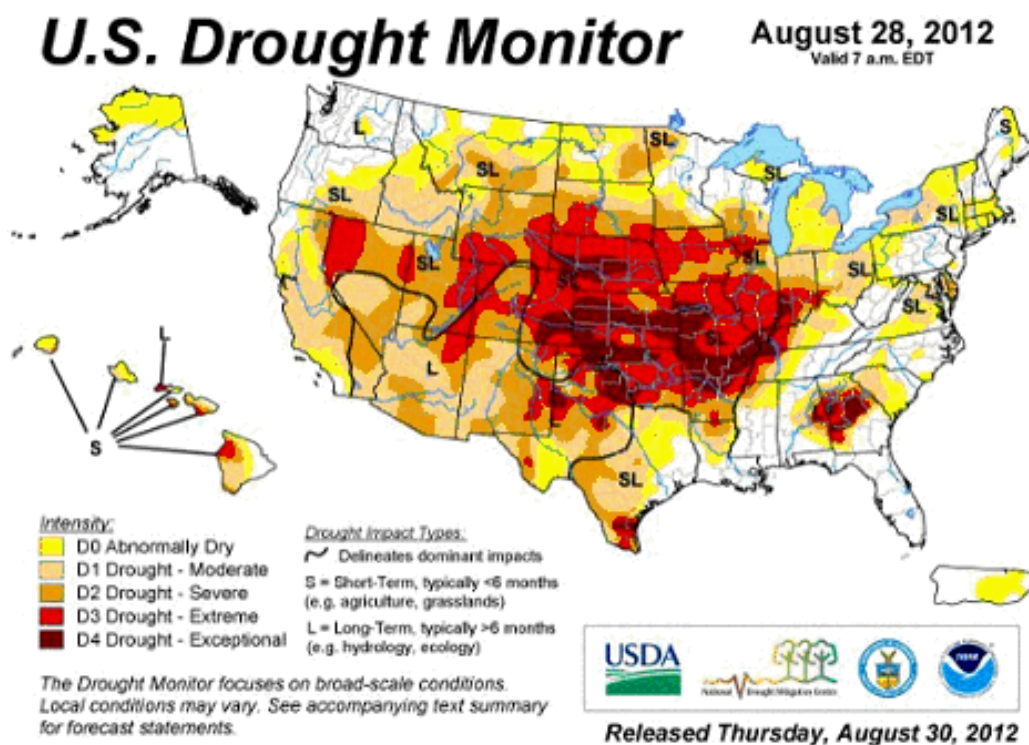 U.S. Drought Monitor
August 28, 2012
Valid 7 a.m. EDT
L
S
SL
SL
SL
SL
SL
SL
SL
SL
SL
L
L
S
S
SL
Intensity:
D0 Abnormally Dry
D1 Drought - Moderate
D2 Drought - Severe
D3 Drought - Extreme
D4 Drought - Exceptional
Drought Impact Types:
Delineates dominant impacts
S = Short-Term, typically <6 months
(e.g. agriculture, grasslands)
L = Long-Term, typically >6 months
(e.g. hydrology, ecology)
The Drought Monitor focuses on broad-scale conditions.
Local conditions may vary. See accompanying text summary
for forecast statements.
USDA
National Drought Mitigation Center
Released Thursday, August 30, 2012